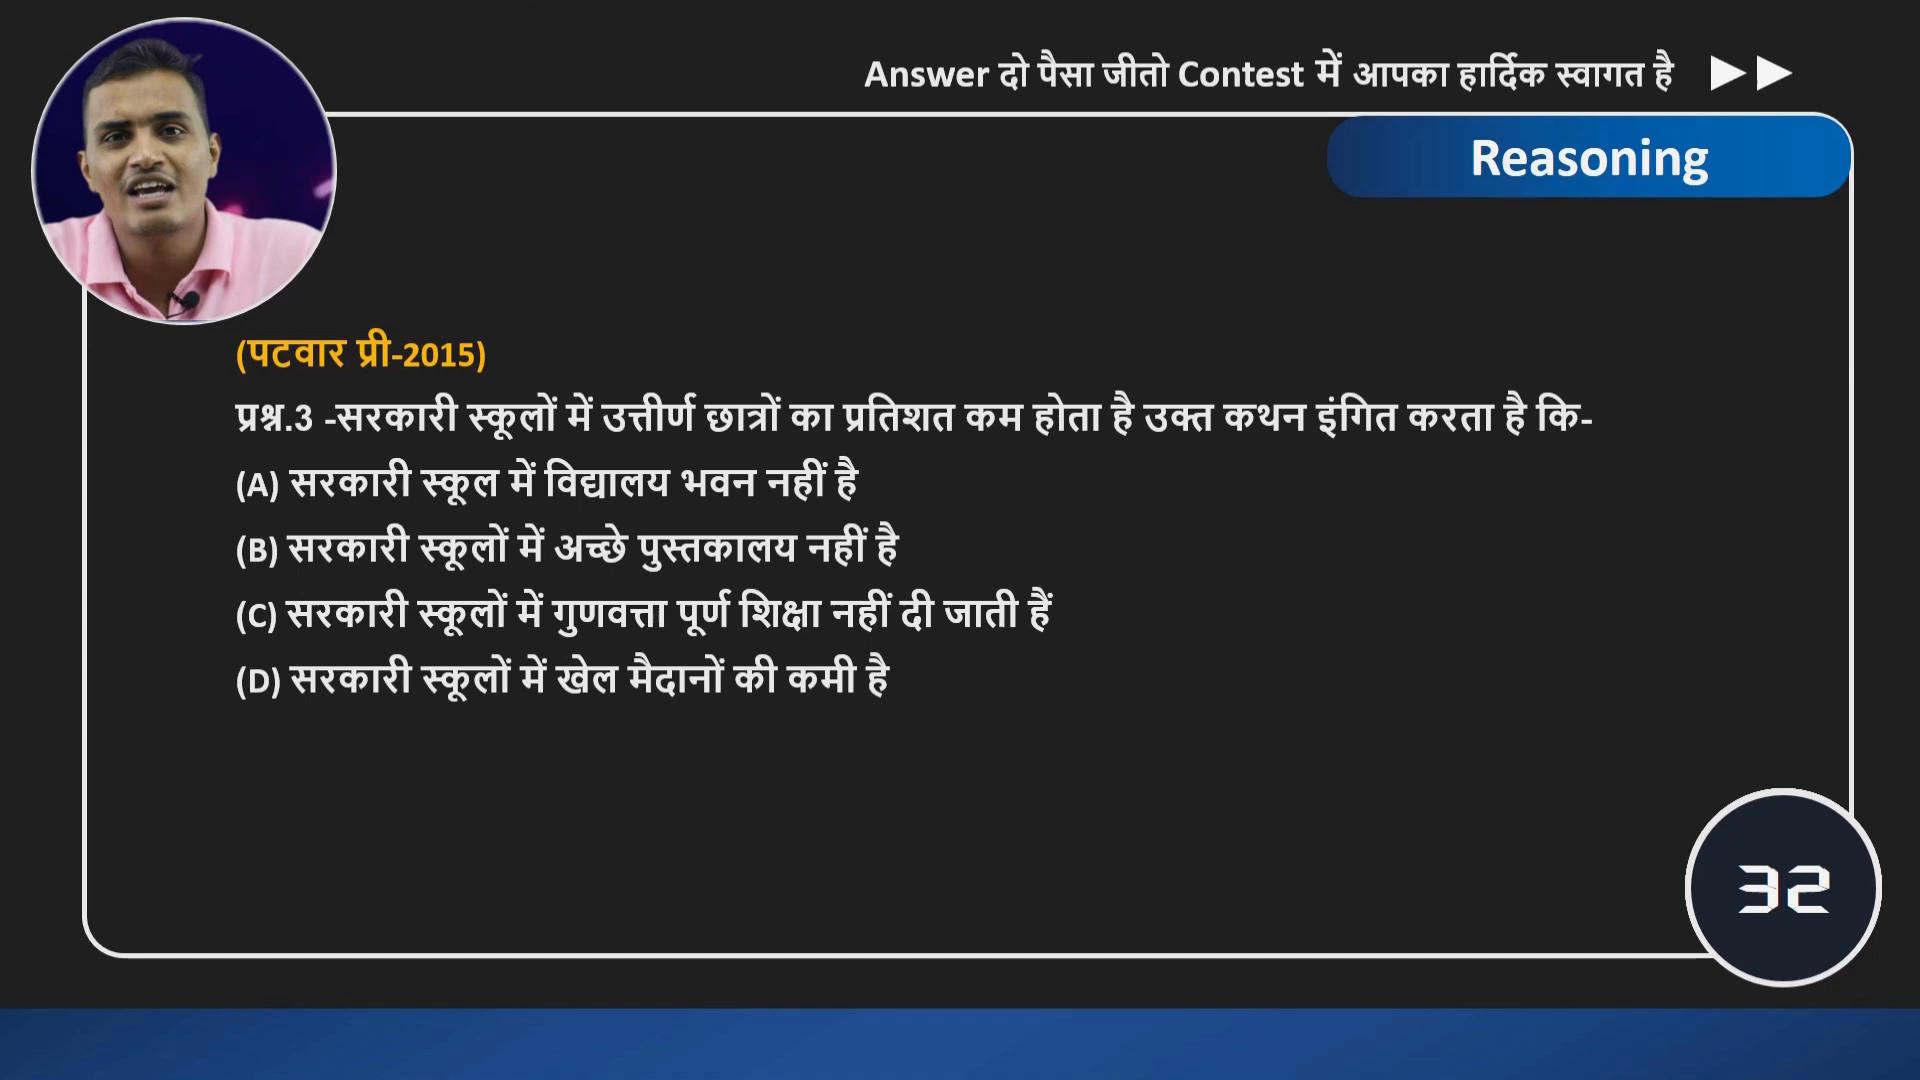 Answer दो पैसा जीतो Contest में आपका हार्दिक स्वागत है
Reasoning
(पटवार प्री-2015)
प्रश्न.3 -सरकारी स्कूलों में उत्तीर्ण छात्रों का प्रतिशत कम होता है उक्त कथन इंगित करता है कि-
(A) सरकारी स्कूल में विद्यालय भवन नहीं है
(B) सरकारी स्कूलों में अच्छे पुस्तकालय नहीं है
(C) सरकारी स्कूलों में गुणवत्ता पूर्ण शिक्षा नहीं दी जाती हैं
(D) सरकारी स्कूलों में खेल मैदानों की कमी है
32